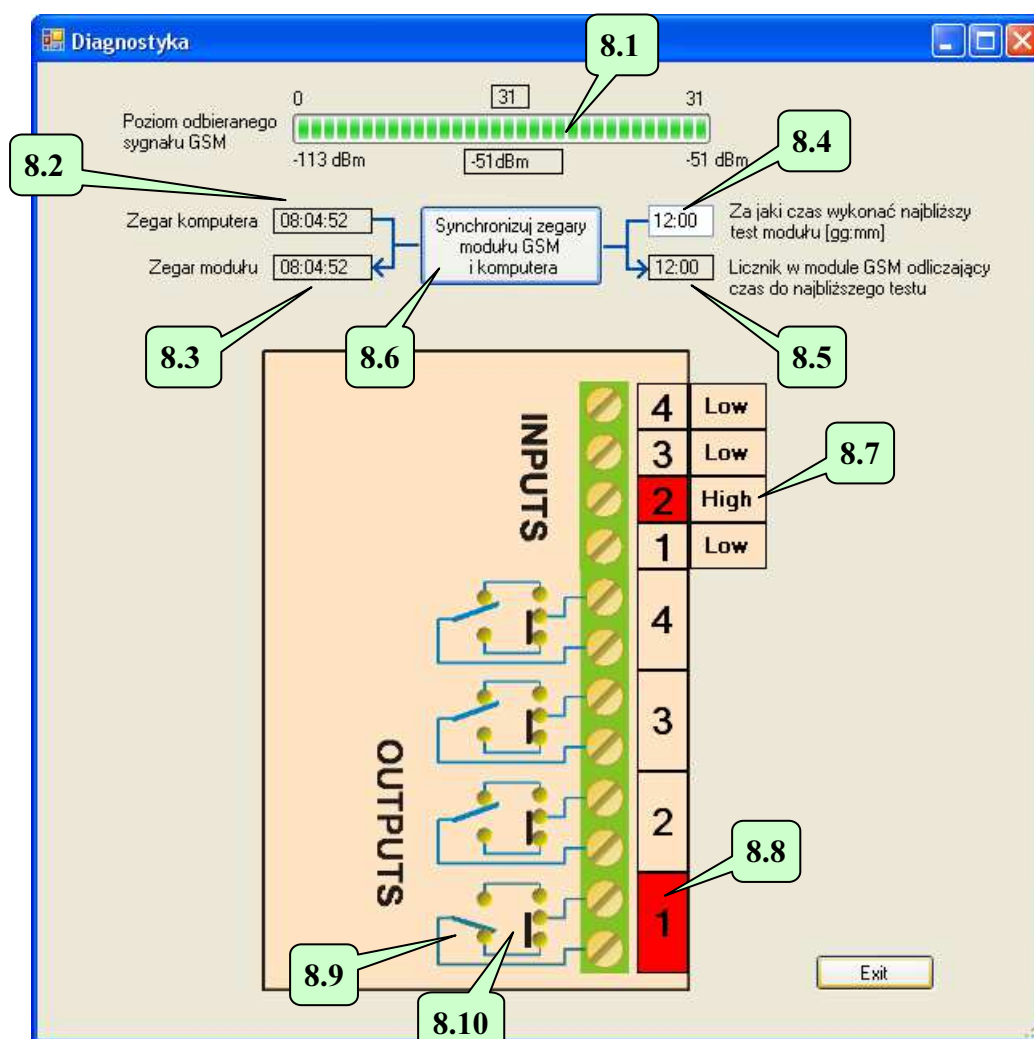 Diagnostyka
8.1
0
31
31
Poziom odbieranego
sygnału GSM
-113 dBm
-51dBm
-51 dBm
8.2
8.4
Zegar komputera
08:04:52
Synchronizuj zegary
modułu GSM
i komputera
12:00
Za jaki czas wykonać najbliższy
test modułu [gg:mm]
Zegar modułu
08:04:52
12:00
Licznik w module GSM odliczający
czas do najbliższego testu
8.3
8.6
8.5
INPUTS
4
Low
3
Low
8.7
2
High
1
Low
4
3
OUTPUTS
2
8.8
1
8.9
8.10
Exit